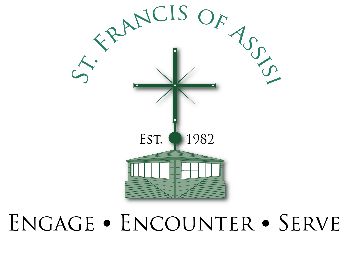 St. Francis of Assisi
Est. 1982
Engage • Encounter • Serve